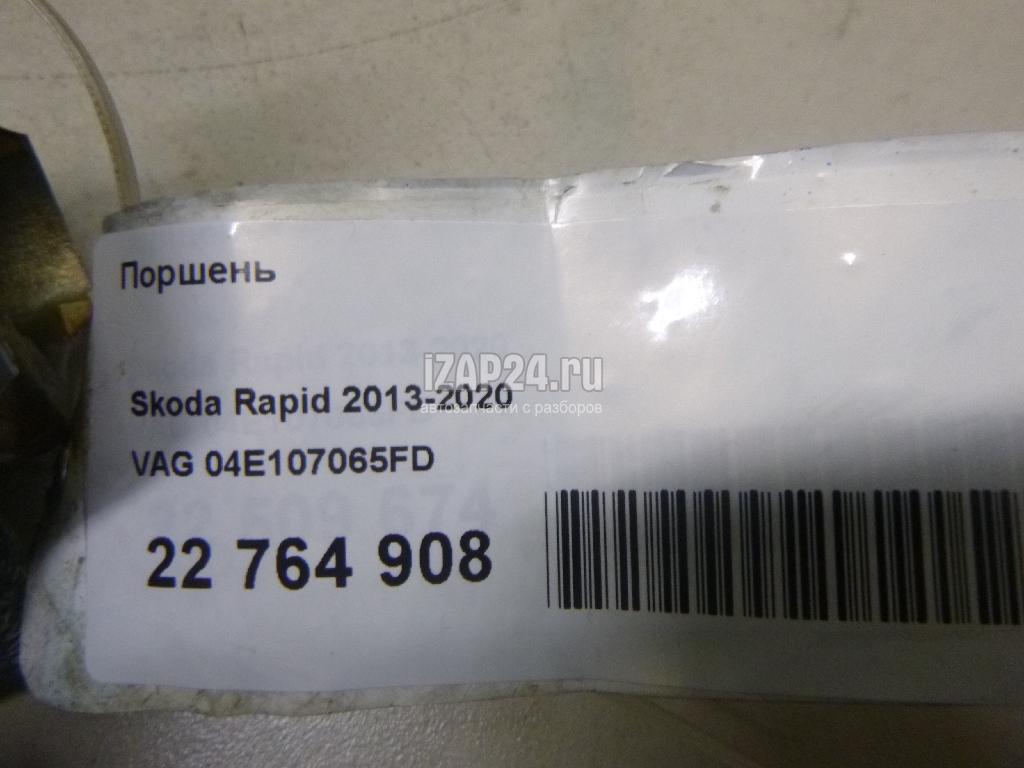 Поршень
iZAP24.ru
Skoda Rapid 2013-2020
автозапчасти с разборов
VAG 04E107065FD
22 764 908